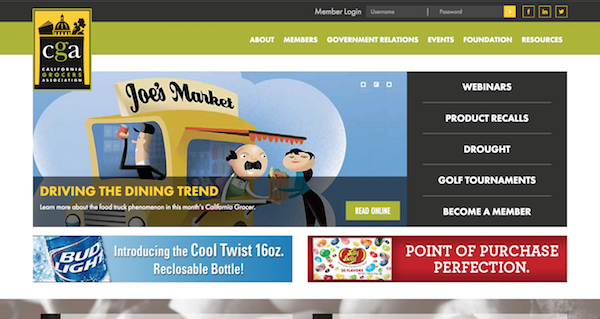 Member Login
Username
Password
cga
CALIFORNIA
GROCERS
ASSOCIATION
ABOUT MEMBERS GOVERNMENT RELATIONS EVENTS FOUNDATION RESOURCES
Joe's Market
DRIVING THE DINING TREND
Learn more about the food truck phenomenon in this month's California Grocer.
READ ONLINE
WEBINARS
PRODUCT RECALLS
DROUGHT
GOLF TOURNAMENTS
BECOME A MEMBER
BUD
LIGHT
Introducing the Cool Twist 16oz.
Reclosable Bottle!
Jelly
Belly
20 FLAVORS
POINT OF PURCHASE
PERFECTION.